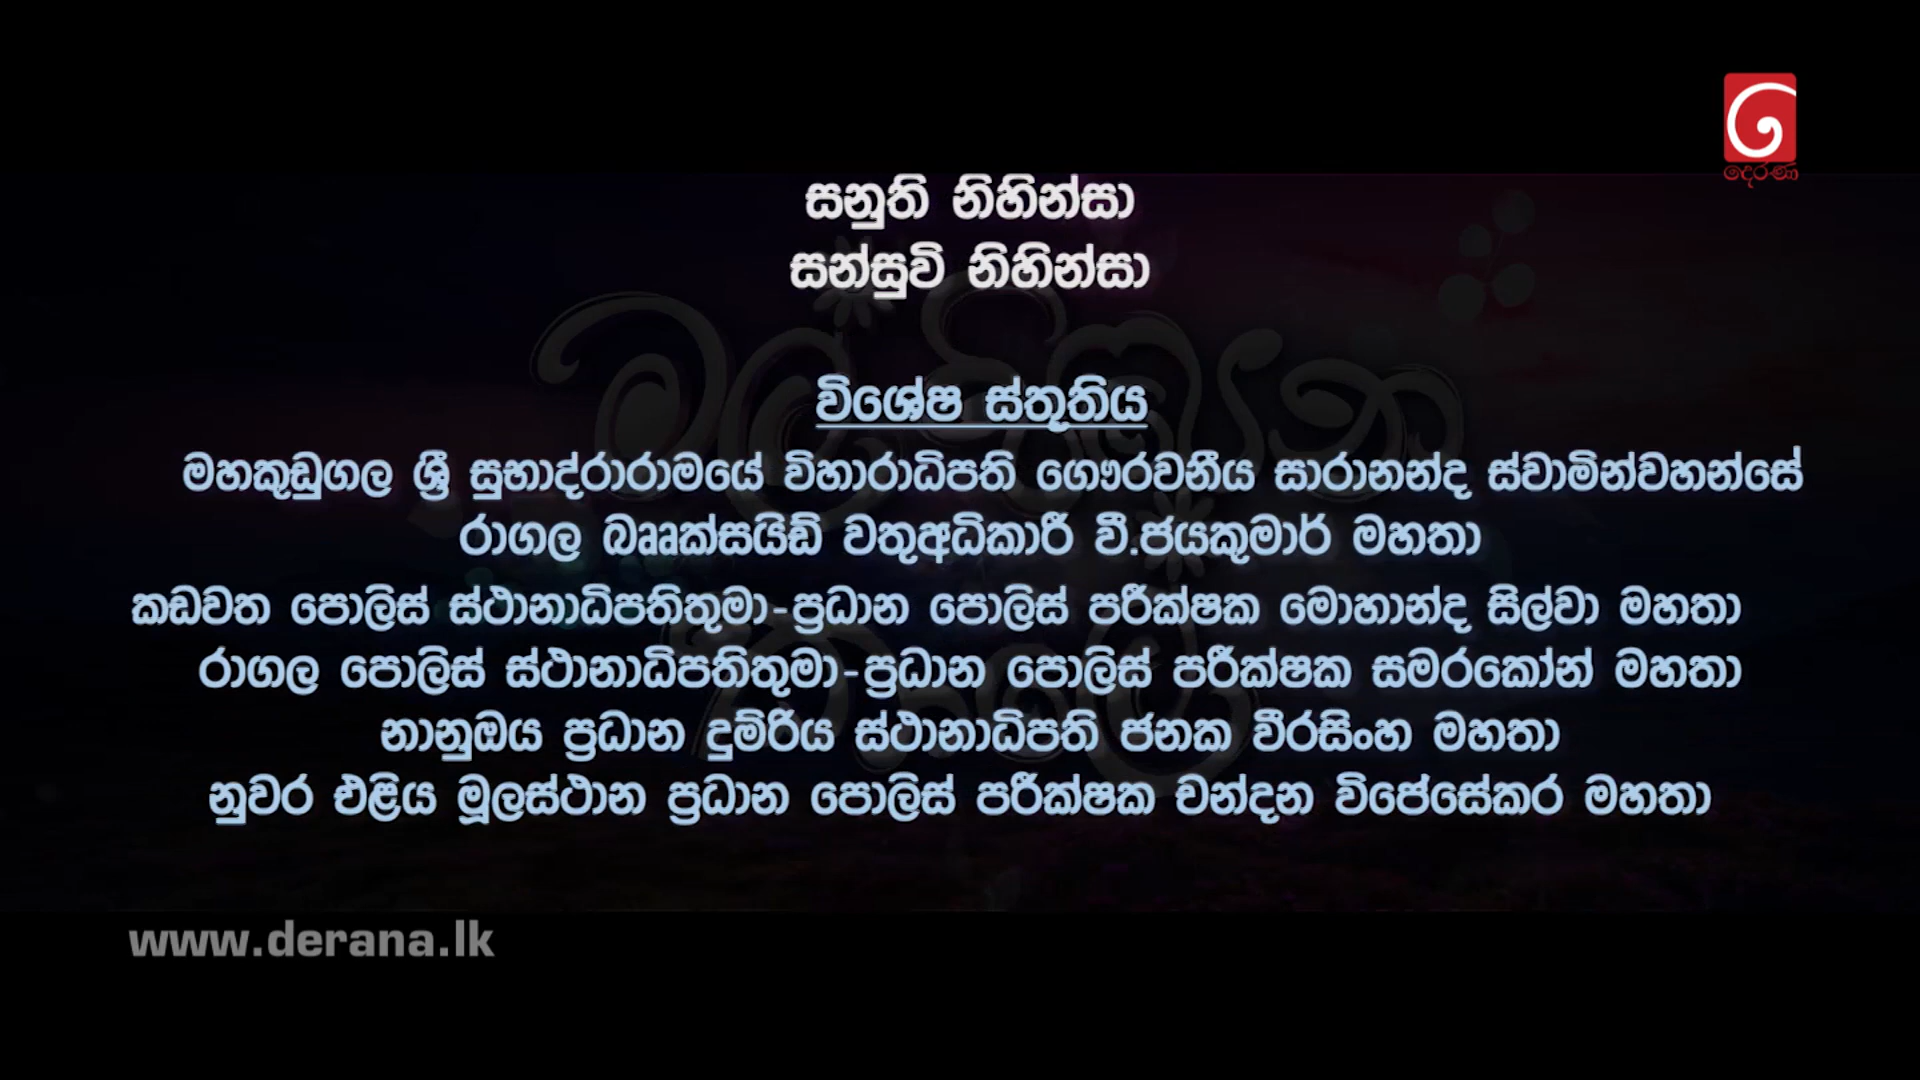 දෙරණ
සනුති නිහින්සා
සන්සුවි නිහින්සා
විශේෂ ස්තූතිය
මහකුඩුගල ශ්‍රී සුභාද්රාරාමයේ විහාරාධිපති ගෞරවනීය සාරානන්ද ස්වාමින්වහන්සේ
රාගල බෲක්සයිඩ් වතුඅධිකාරී වී.ජයකුමාර් මහතා
කඩවත පොලිස් ස්ථානාධිපතිතුමා-ප්‍රධාන පොලිස් පරීක්ෂක මොහාන්ද සිල්වා මහතා
රාගල පොලිස් ස්ථානාධිපතිතුමා-ප්‍රධාන පොලිස් පරීක්ෂක සමරකෝන් මහතා
නානුඔය ප්‍රධාන දුම්රිය ස්ථානාධිපති ජනක වීරසිංහ මහතා
නුවර එළිය මූලස්ථාන ප්‍රධාන පොලිස් පරීක්ෂක චන්දන විජේසේකර මහතා
www.derana.lk